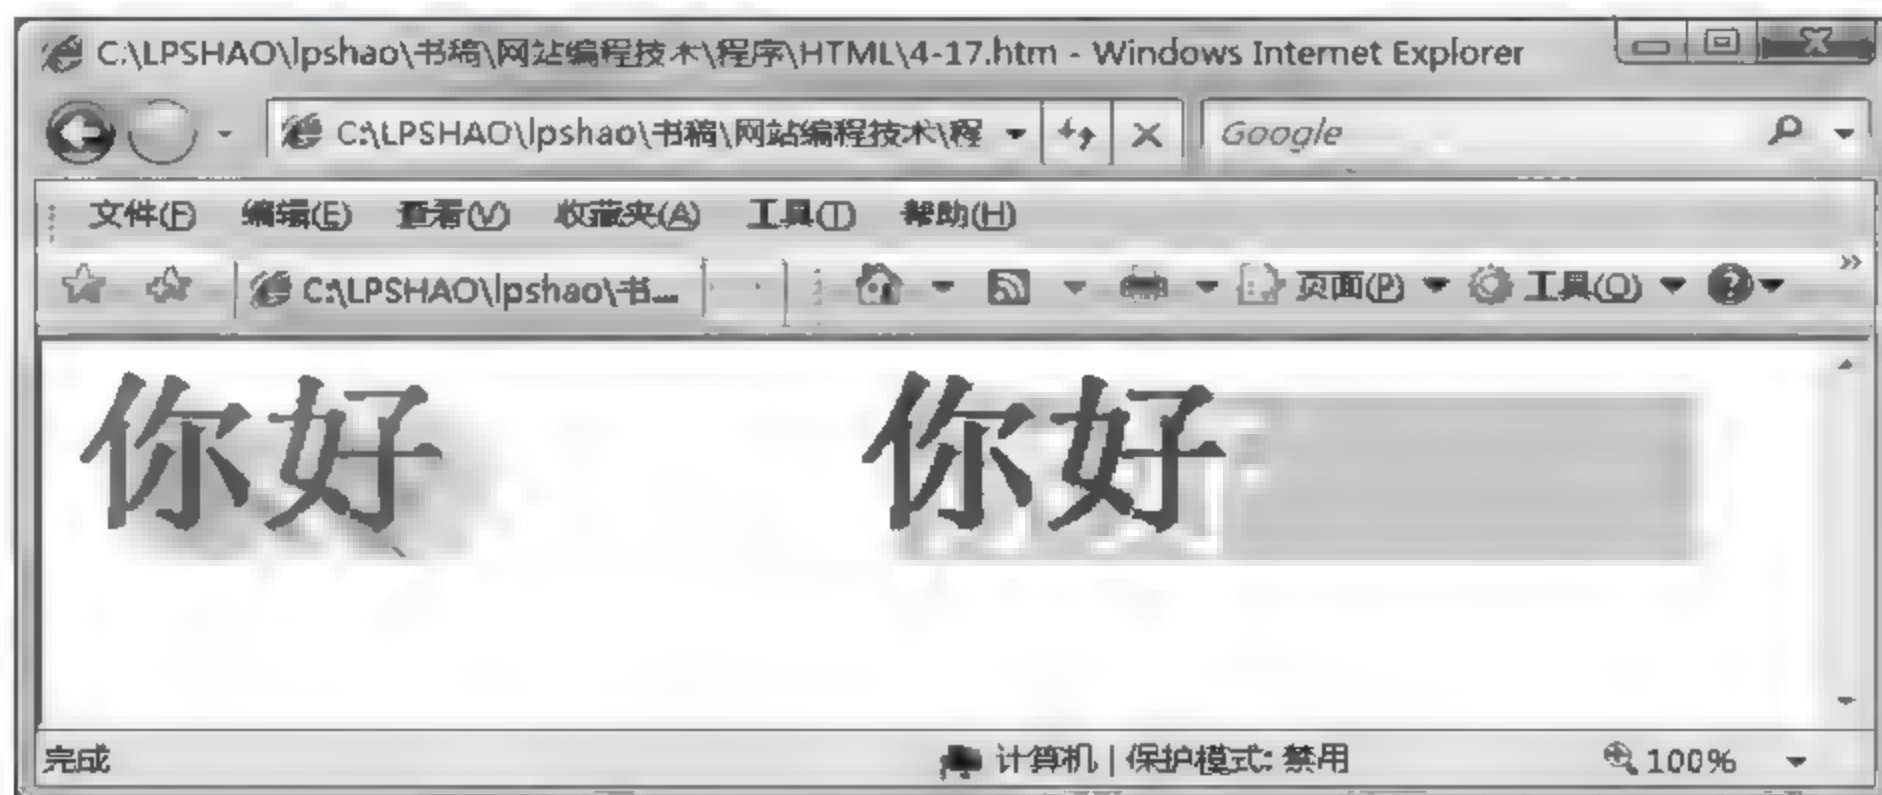 C:\LPSHAO\lpshao\书稿\网站编程技术\程序\HTML\4-17.htm - Windows Internet Explorer
C:\LPSHAO\lpshao\书稿\网站编程技术\程 Google
文件(F) 编辑(E) 查看(V) 收藏夹(A) 工具(T) 帮助(H)
C:\LPSHAO\lpshao\书... 页面(P) 工具(O)
你好 你好
完成 计算机 | 保护模式: 禁用 100%